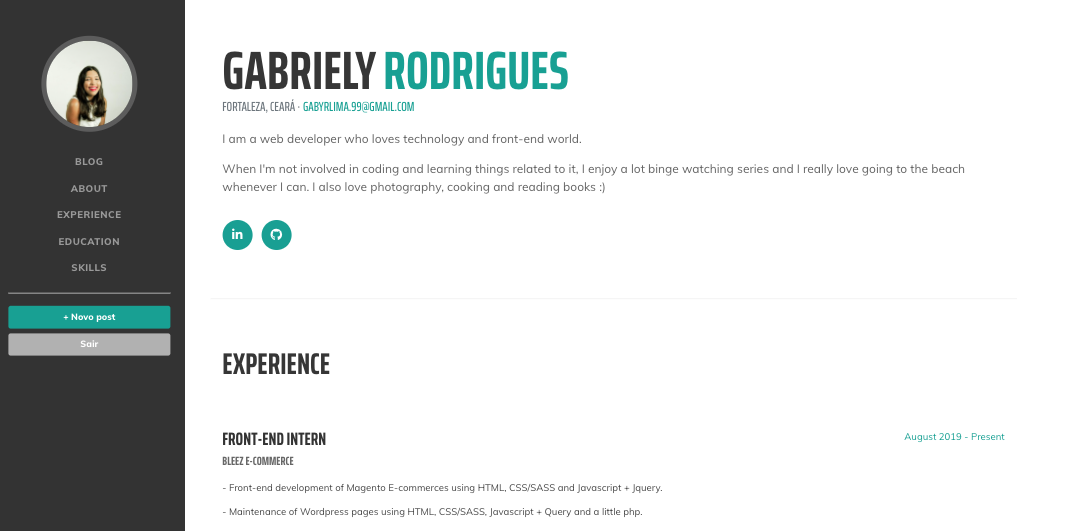 BLOG
ABOUT
EXPERIENCE
EDUCATION
SKILLS
+ Novo post
Sair
GABRIELY RODRIGUES
FORTALEZA, CEARÁ · GABYRLIMA.99@GMAIL.COM
I am a web developer who loves technology and front-end world.
When I'm not involved in coding and learning things related to it, I enjoy a lot binge watching series and I really love going to the beach
whenever I can. I also love photography, cooking and reading books :)
in
EXPERIENCE
FRONT-END INTERN
August 2019 - Present
BLEEZ E-COMMERCE
- Front-end development of Magento E-commerces using HTML, CSS/SASS and Javascript + Jquery.
- Maintenance of Wordpress pages using HTML, CSS/SASS, Javascript + Query and a little php.